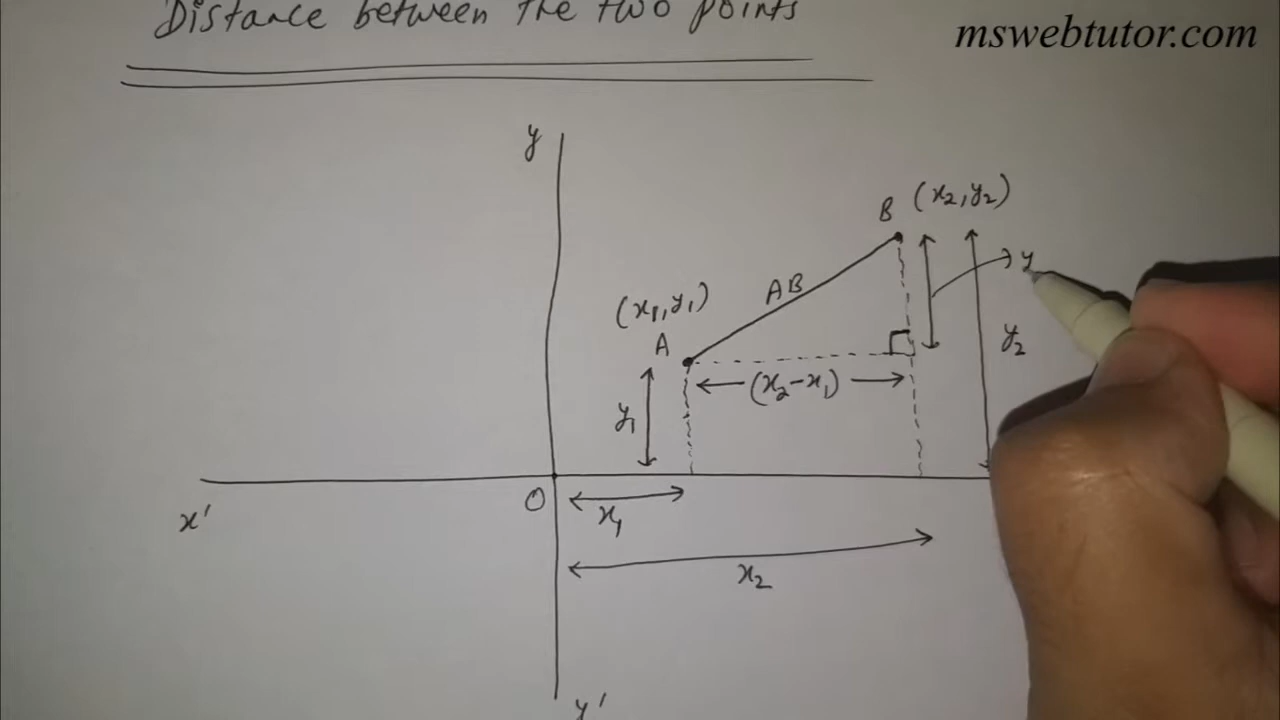 Distance between the two points
mswebtutor.com
y
B (x₂,y₂)
AB
y
(x₁,y₁)
A
y₂
(x₂-x₁)
y₁
O
x₁
x'
x₂
y'